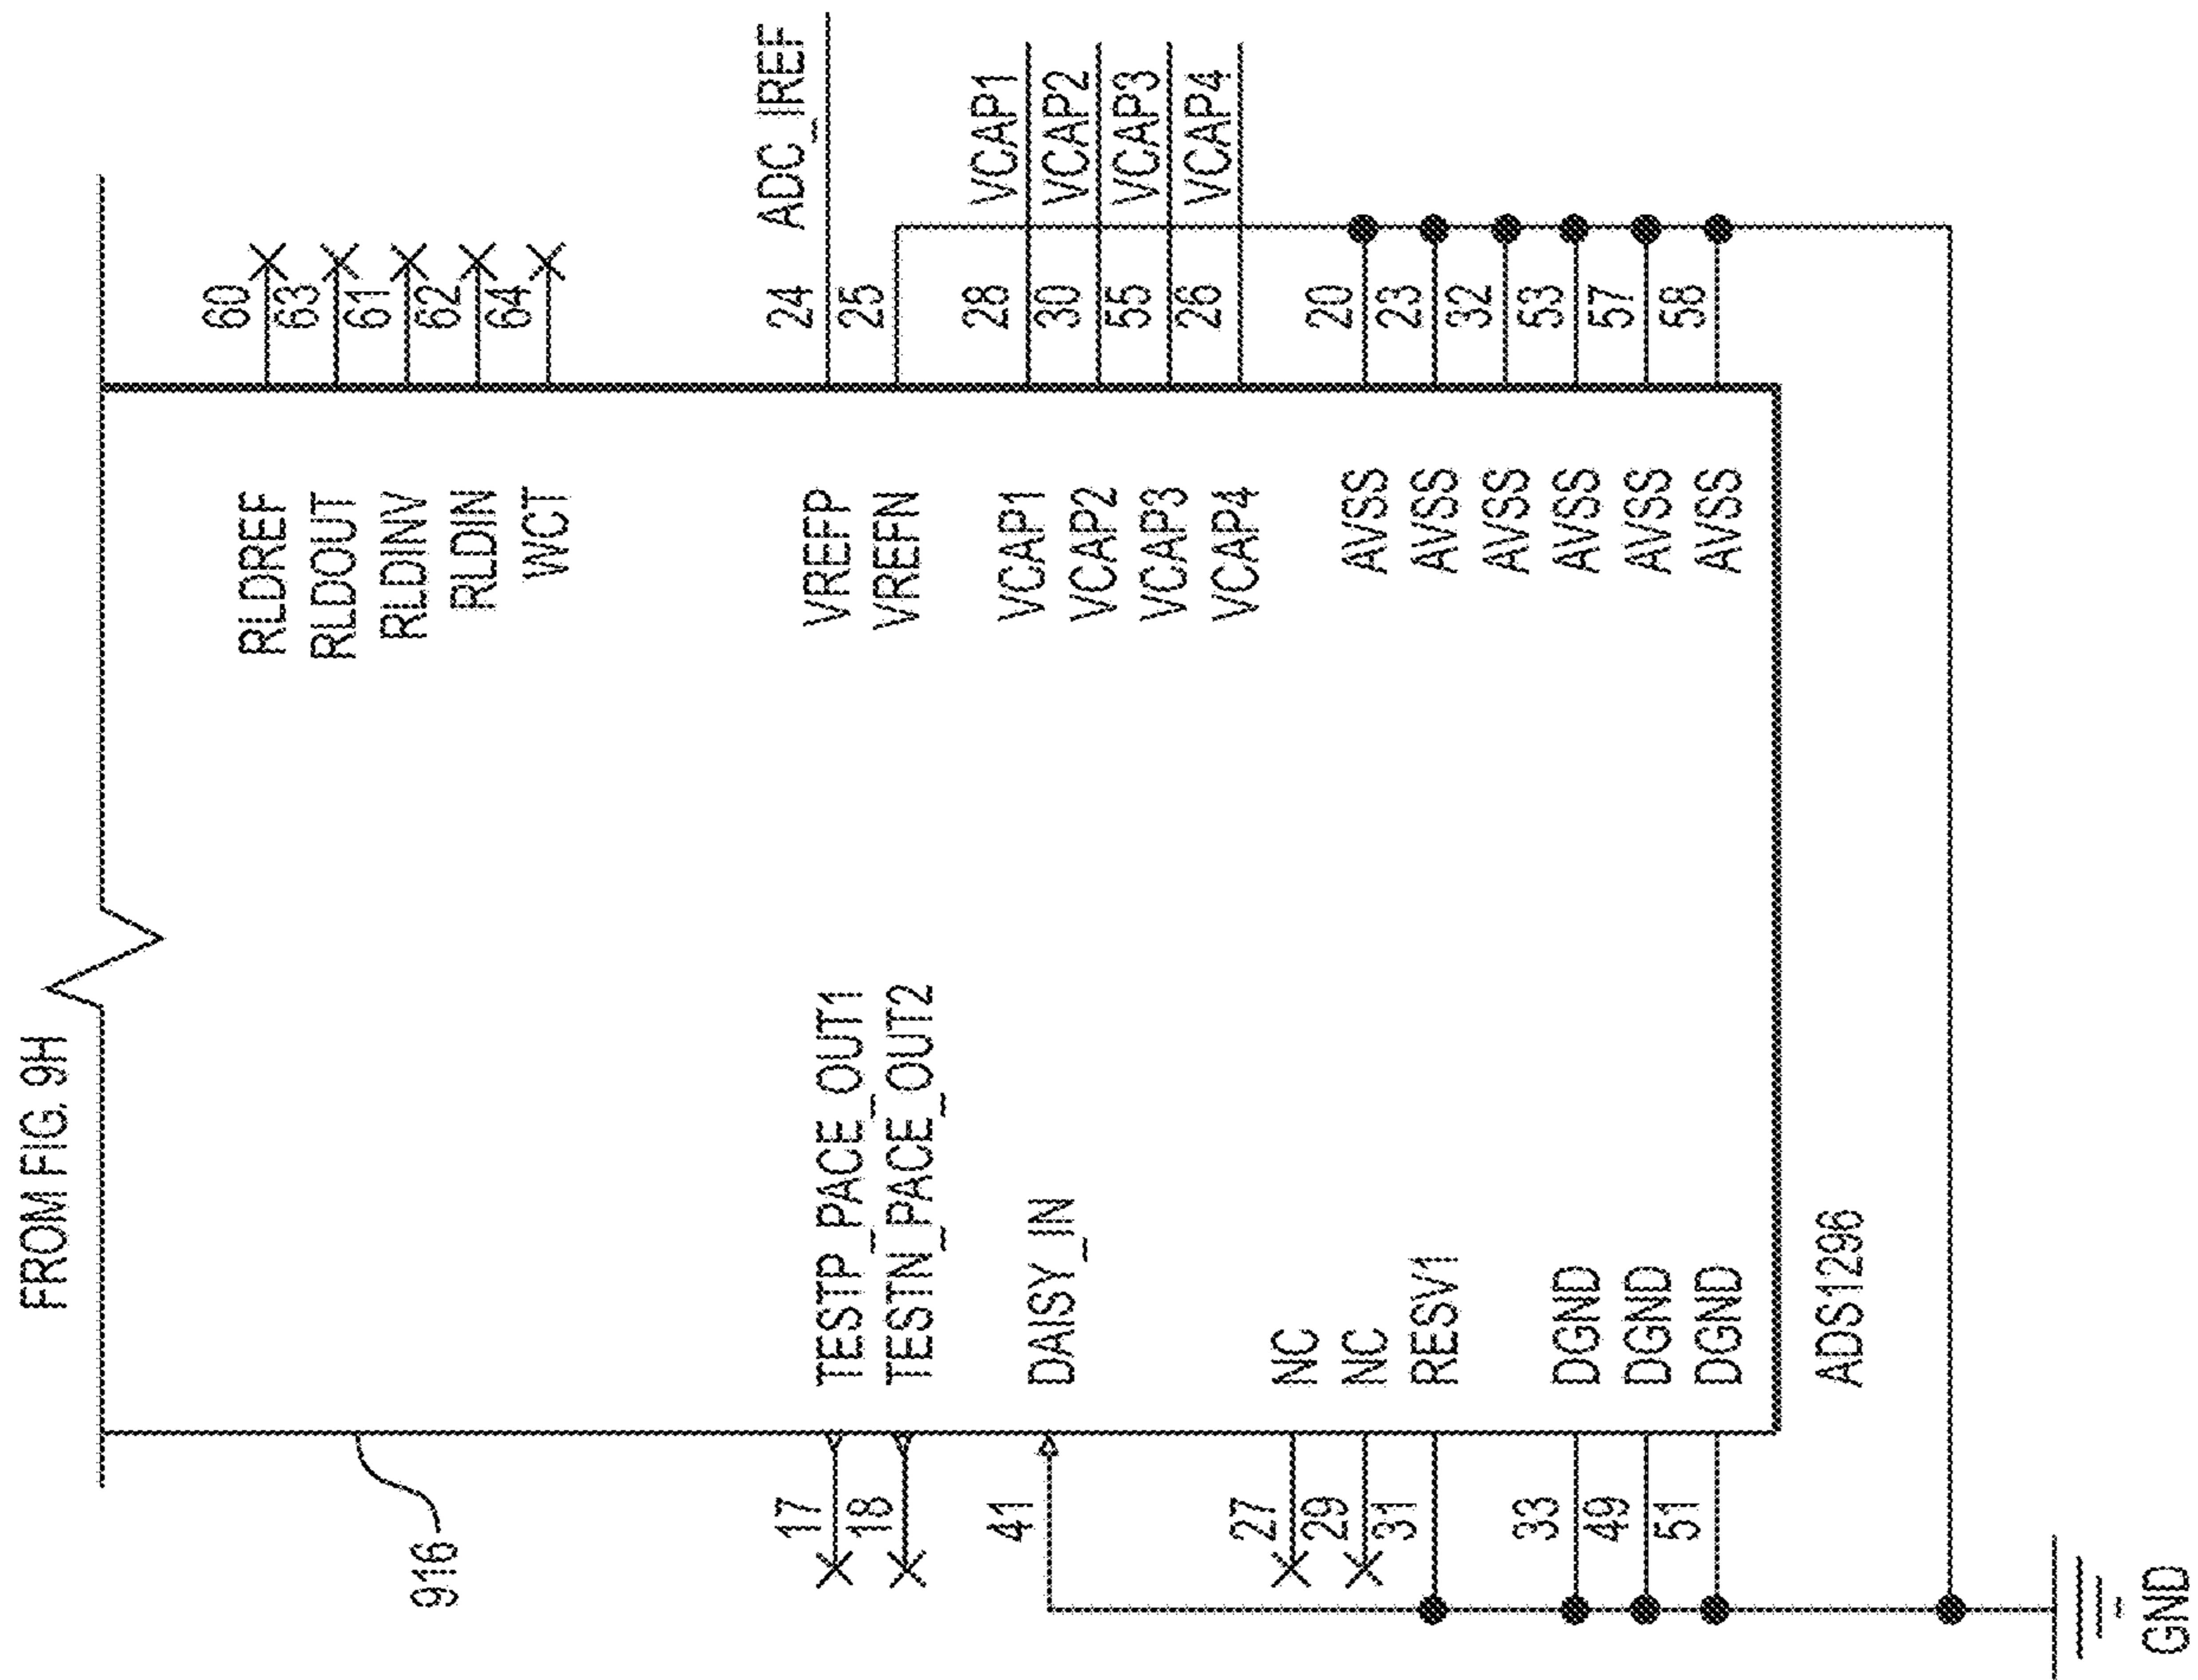 FROM FIG. 9H
916
60
RLDREF
63
RLDOUT
61
RLDINV
62
RLDIN
64
WCT
17
TESTP_PACE_OUT1
VREFP
24
ADC_IREF
18
TESTN_PACE_OUT2
VREFN
25
41
DAISY_IN
VCAP1
28
VCAP1
VCAP2
30
VCAP2
VCAP3
55
VCAP3
VCAP4
26
VCAP4
27
NC
29
NC
AVSS
20
31
RESV1
AVSS
23
AVSS
32
33
DGND
AVSS
53
49
DGND
AVSS
57
51
DGND
AVSS
58
ADS1296
GND